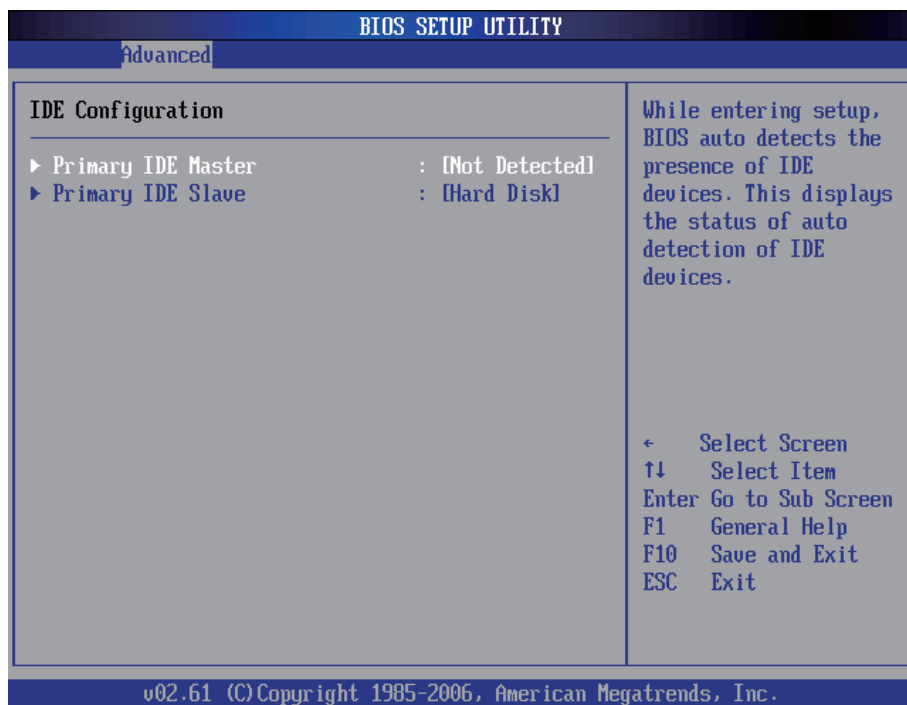 BIOS SETUP UTILITY
Advanced
IDE Configuration
▶ Primary IDE Master : [Not Detected]
▶ Primary IDE Slave : [Hard Disk]
While entering setup,
BIOS auto detects the
presence of IDE
devices. This displays
the status of auto
detection of IDE
devices.
← Select Screen
↑↓ Select Item
Enter Go to Sub Screen
F1 General Help
F10 Save and Exit
ESC Exit
v02.61 (C)Copyright 1985-2006, American Megatrends, Inc.